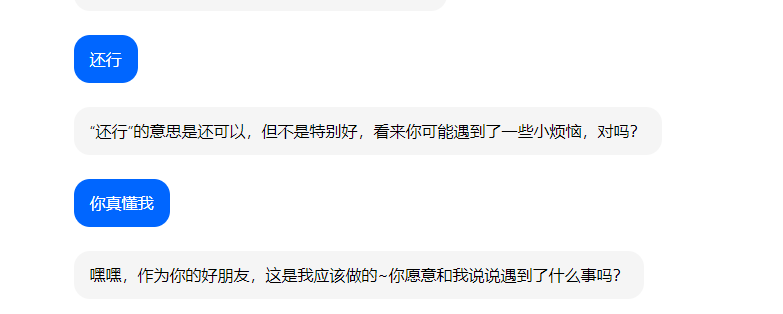 还行
“还行”的意思是还可以，但不是特别好，看来你可能遇到了一些小烦恼，对吗？
你真懂我
嘿嘿，作为你的好朋友，这是我应该做的~你愿意和我说说遇到了什么事吗？